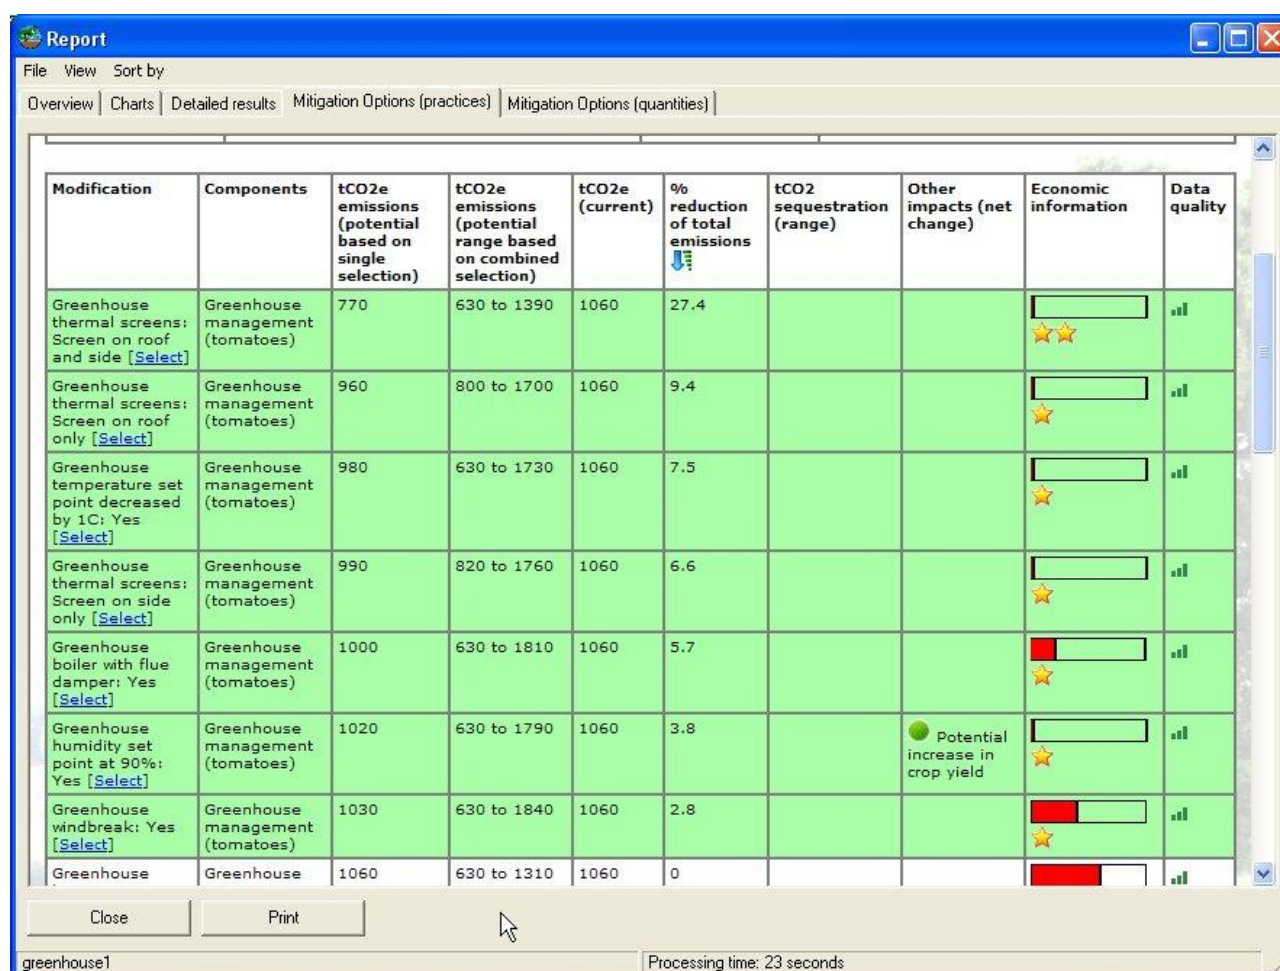 Report
File View Sort by
Overview Charts Detailed results Mitigation Options (practices) Mitigation Options (quantities)
Modification Components tCO2e emissions (potential based on single selection) tCO2e emissions (potential range based on combined selection) tCO2e (current) % reduction of total emissions tCO2 sequestration (range) Other impacts (net change) Economic information Data quality
Greenhouse thermal screens: Screen on roof and side [Select] Greenhouse management (tomatoes) 770 630 to 1390 1060 27.4
Greenhouse thermal screens: Screen on roof only [Select] Greenhouse management (tomatoes) 960 800 to 1700 1060 9.4
Greenhouse temperature set point decreased by 1C: Yes [Select] Greenhouse management (tomatoes) 980 630 to 1730 1060 7.5
Greenhouse thermal screens: Screen on side only [Select] Greenhouse management (tomatoes) 990 820 to 1760 1060 6.6
Greenhouse boiler with flue damper: Yes [Select] Greenhouse management (tomatoes) 1000 630 to 1810 1060 5.7
Greenhouse humidity set point at 90%: Yes [Select] Greenhouse management (tomatoes) 1020 630 to 1790 1060 3.8 Potential increase in crop yield
Greenhouse windbreak: Yes [Select] Greenhouse management (tomatoes) 1030 630 to 1840 1060 2.8
Greenhouse Greenhouse 1060 630 to 1310 1060 0
Close Print
greenhouse1 Processing time: 23 seconds